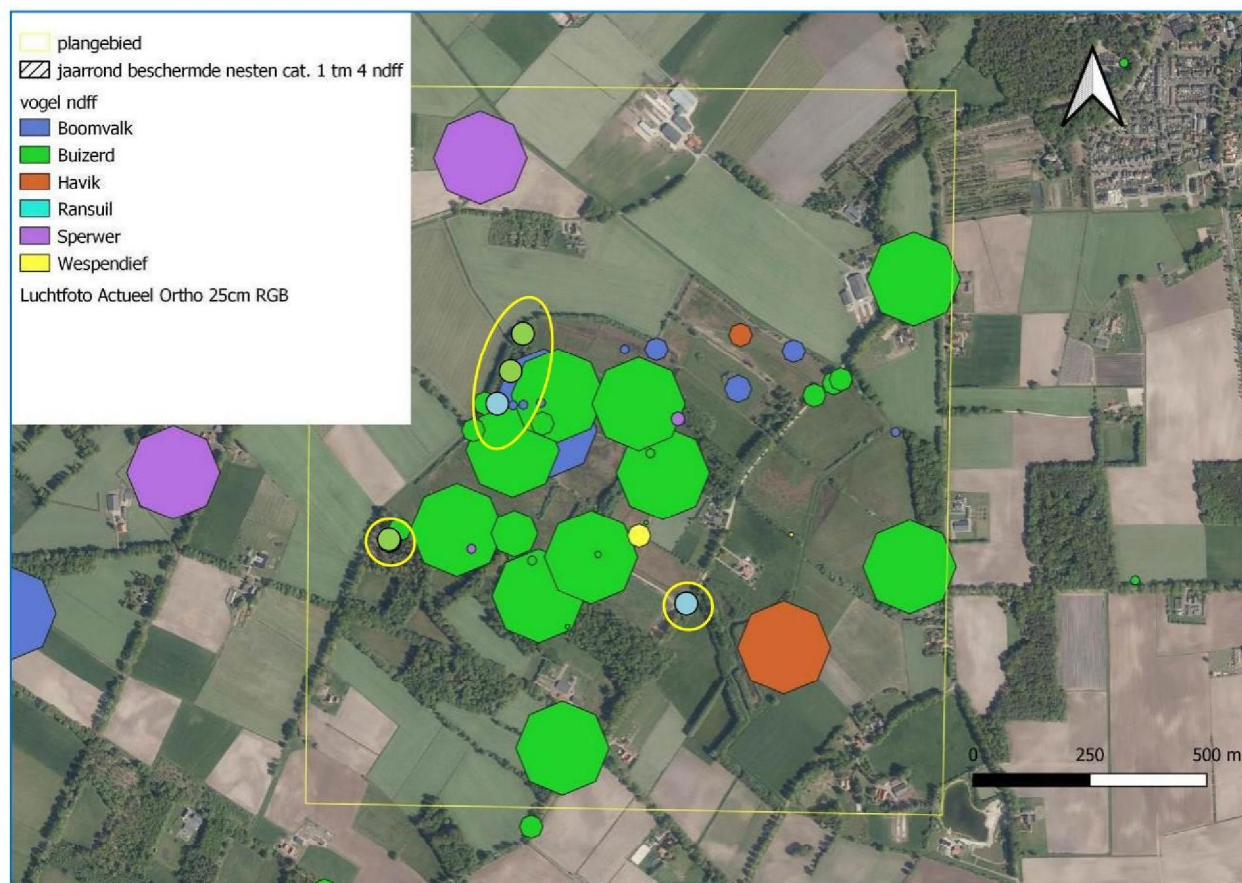 plangebied
jaarrond beschermde nesten cat. 1 tm 4 ndff
vogel ndff
Boomvalk
Buizerd
Havik
Ransuil
Sperwer
Wespendief
Luchtfoto Actueel Ortho 25cm RGB
0 250 500 m